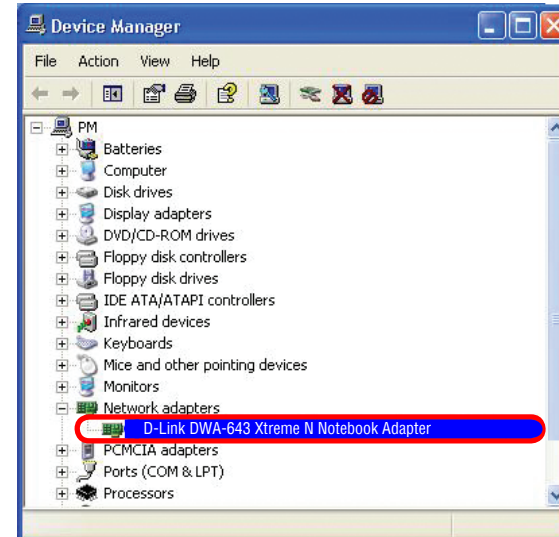 Device Manager
File Action View Help
PM
Batteries
Computer
Disk drives
Display adapters
DVD/CD-ROM drives
Floppy disk controllers
Floppy disk drives
IDE ATA/ATAPI controllers
Infrared devices
Keyboards
Mice and other pointing devices
Monitors
Network adapters
D-Link DWA-643 Xtreme N Notebook Adapter
PCMCIA adapters
Ports (COM & LPT)
Processors